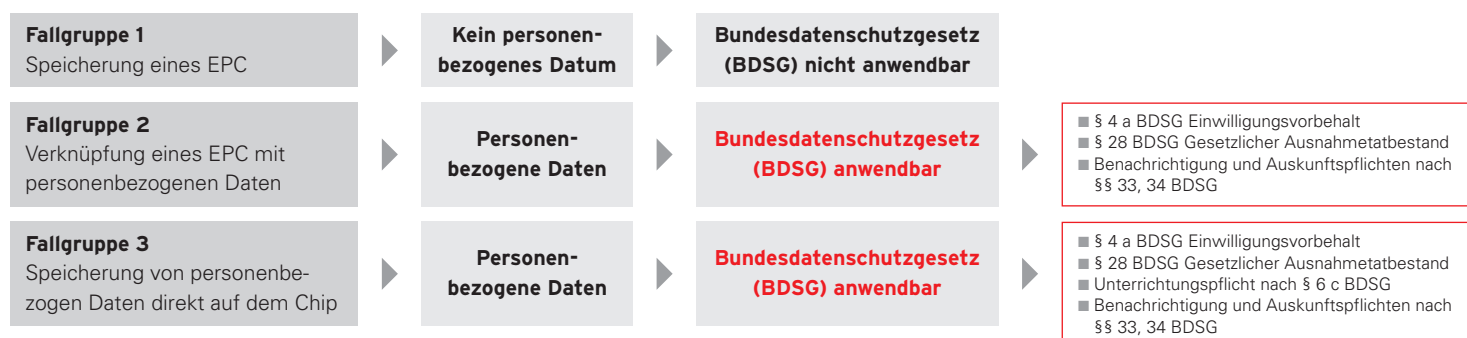 Fallgruppe 1
Speicherung eines EPC
Kein personen-
bezogenes Datum
Bundesdatenschutzgesetz
(BDSG) nicht anwendbar
Fallgruppe 2
Verknüpfung eines EPC mit
personenbezogenen Daten
Personen-
bezogene Daten
Bundesdatenschutzgesetz
(BDSG) anwendbar
■ § 4 a BDSG Einwilligungsvorbehalt
■ § 28 BDSG Gesetzlicher Ausnahmetatbestand
■ Benachrichtigung und Auskunftspflichten nach
§§ 33, 34 BDSG
Fallgruppe 3
Speicherung von personenbe-
zogen Daten direkt auf dem Chip
Personen-
bezogene Daten
Bundesdatenschutzgesetz
(BDSG) anwendbar
■ § 4 a BDSG Einwilligungsvorbehalt
■ § 28 BDSG Gesetzlicher Ausnahmetatbestand
■ Unterrichtungspflicht nach § 6 c BDSG
■ Benachrichtigung und Auskunftspflichten nach
§§ 33, 34 BDSG